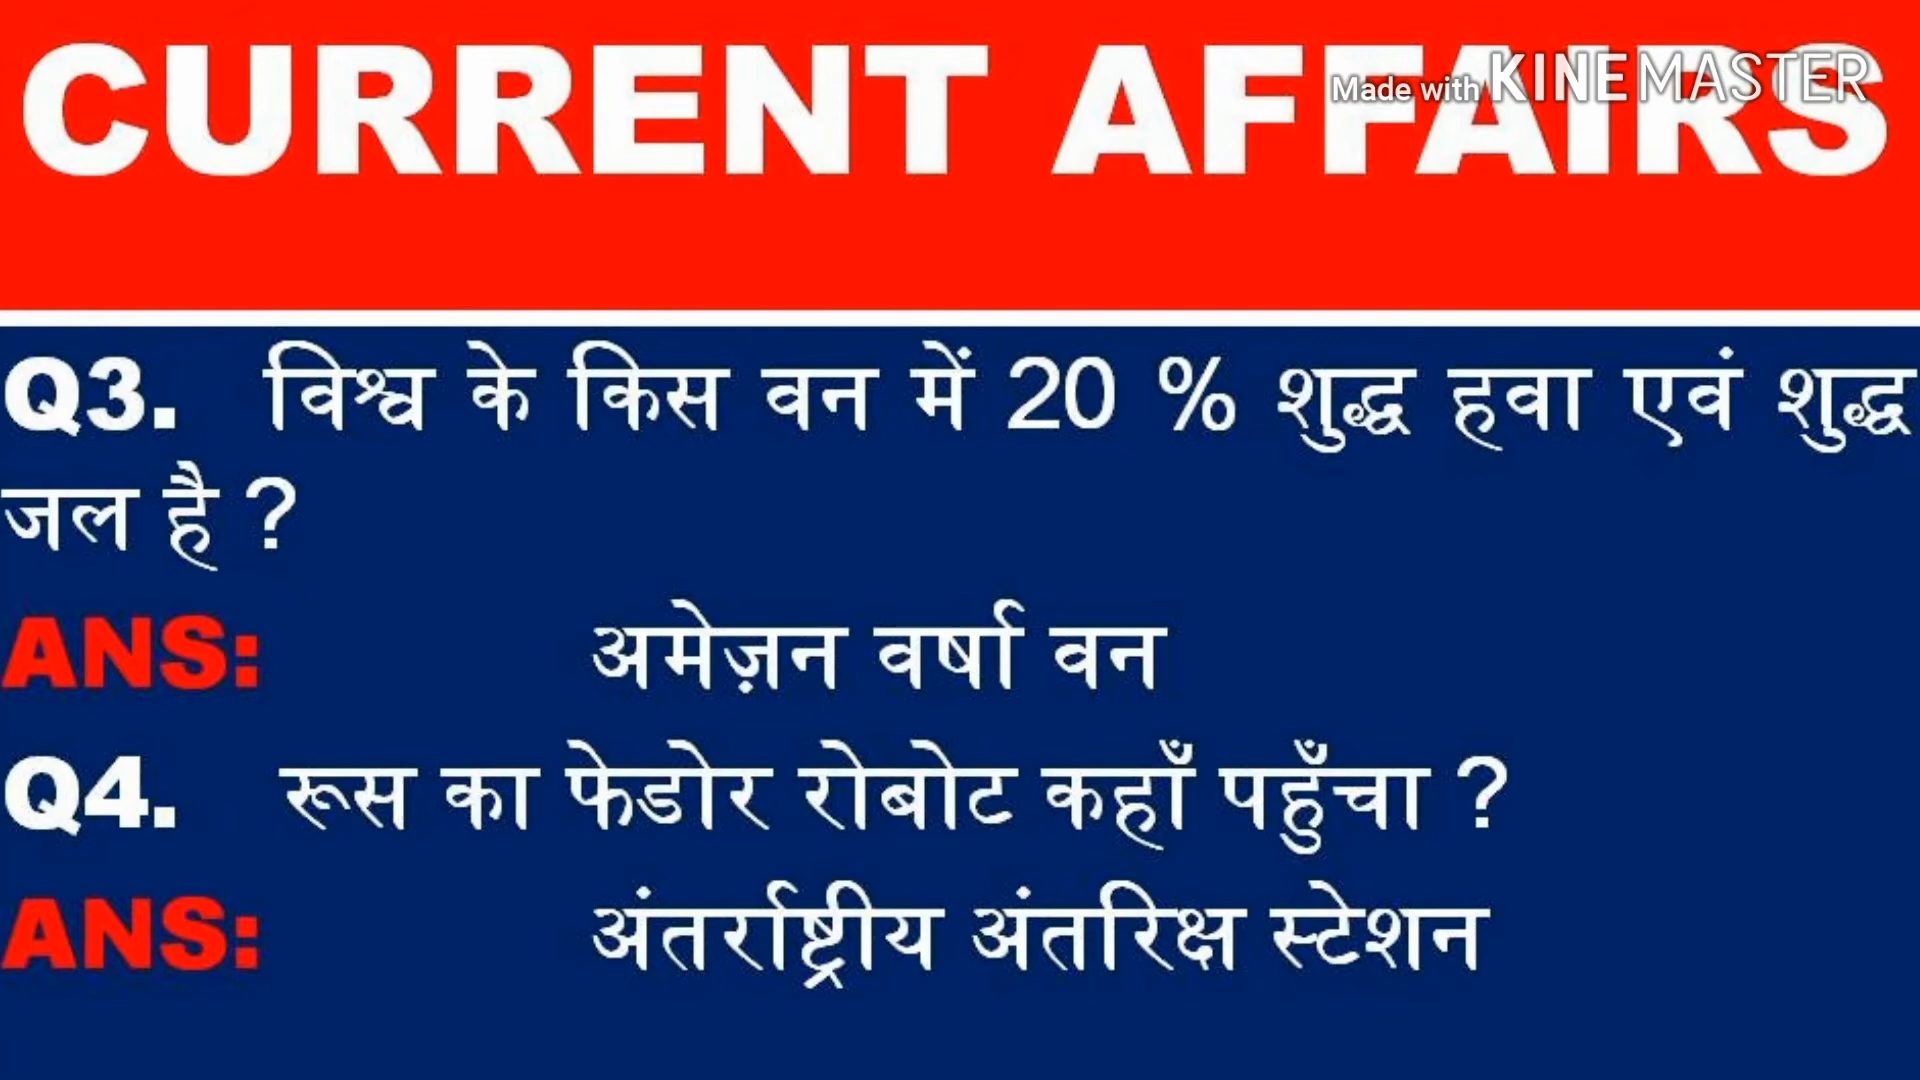 CURRENT AFFAIRS
Made with KINEMASTER
Q3. विश्व के किस वन में 20 % शुद्ध हवा एवं शुद्ध
जल है ?
ANS: अमेज़न वर्षा वन
Q4. रूस का फेडोर रोबोट कहाँ पहुँचा ?
ANS: अंतर्राष्ट्रीय अंतरिक्ष स्टेशन